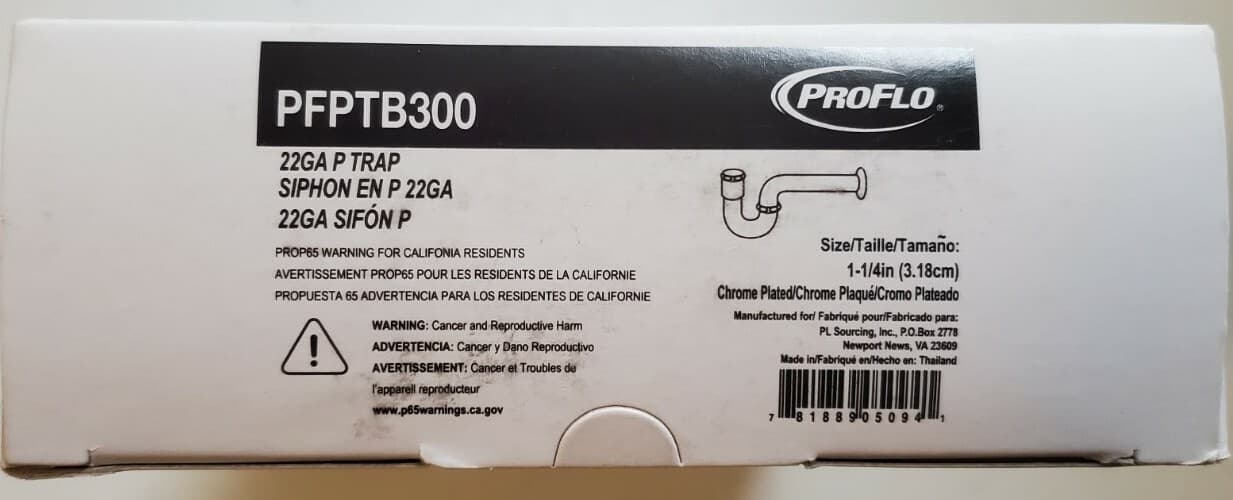 PFPTB300
PROFLO®
22GA P TRAP
SIPHON EN P 22GA
22GA SIFÓN P
PROP65 WARNING FOR CALIFONIA RESIDENTS
AVERTISSEMENT PROP65 POUR LES RESIDENTS DE LA CALIFORNIE
PROPUESTA 65 ADVERTENCIA PARA LOS RESIDENTES DE CALIFORNIE
WARNING: Cancer and Reproductive Harm
ADVERTENCIA: Cancer y Dano Reproductivo
AVERTISSEMENT: Cancer et Troubles de
l'appareil reproducteur
www.p65warnings.ca.gov
Size/Taille/Tamaño:
1-1/4in (3.18cm)
Chrome Plated/Chrome Plaqué/Cromo Plateado
Manufactured for/ Fabriqué pour/Fabricado para:
PL Sourcing, Inc., P.O.Box 2778
Newport News, VA 23609
Made in/Fabriqué en/Hecho en: Thailand
7 81889 05094 1